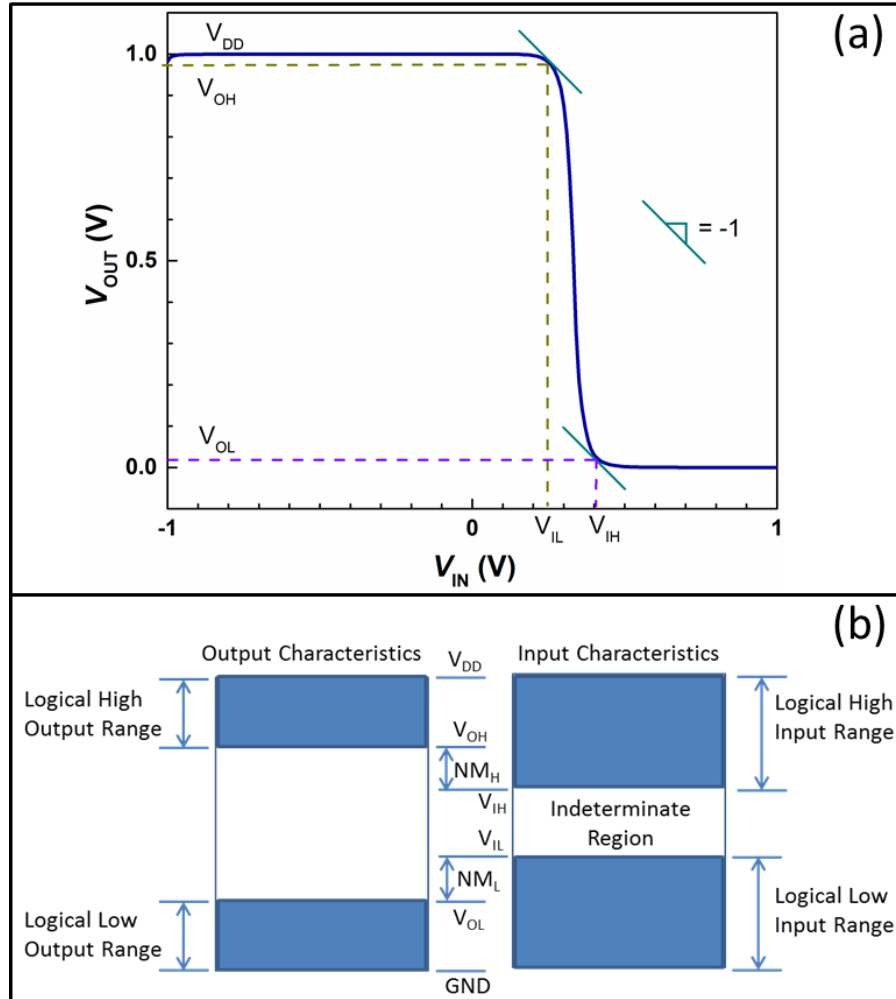 (a)
V_DD
1.0
V_OH
= -1
0.5
V_OUT (V)
V_OL
0.0
-1
0
V_IL
V_IH
1
V_IN (V)
(b)
Output Characteristics
V_DD
Input Characteristics
Logical High
Output Range
Logical High
Input Range
V_OH
NM_H
V_IH
Indeterminate
Region
V_IL
NM_L
Logical Low
Output Range
V_OL
Logical Low
Input Range
GND